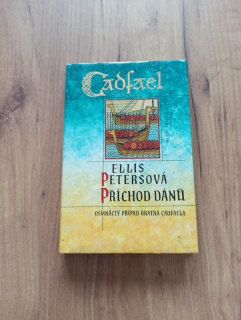 Cadfael
ELLIS
PETERSOVÁ
PŘÍCHOD DÁNŮ
OSMNÁCTÝ PŘÍPAD BRATRA CADFAELA